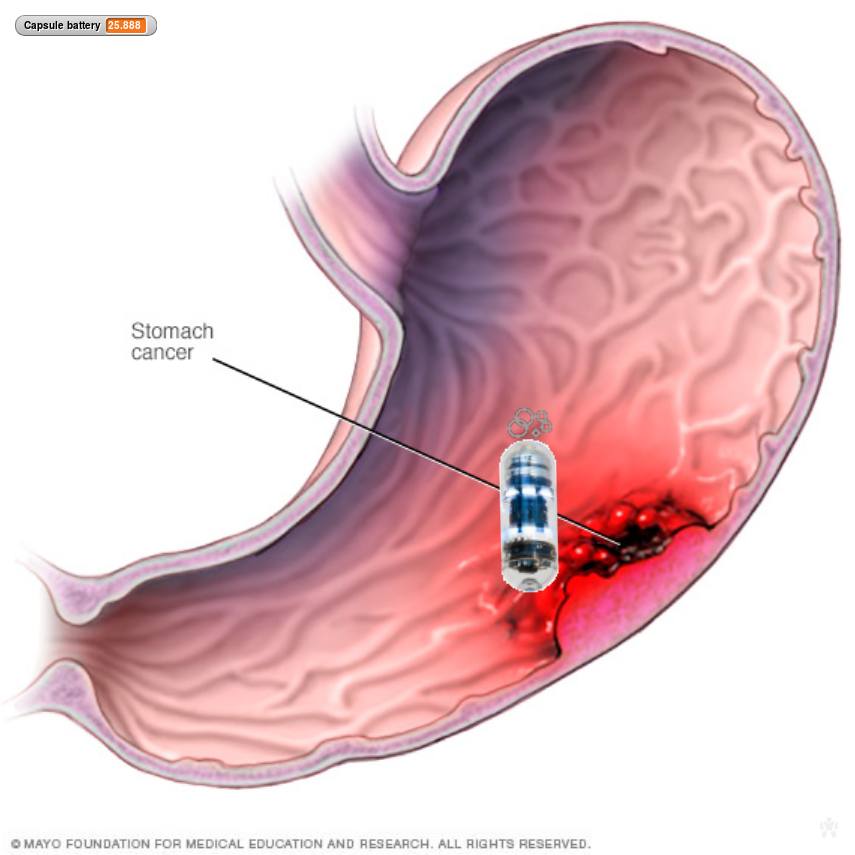 Capsule battery 25.888
Stomach
cancer
© MAYO FOUNDATION FOR MEDICAL EDUCATION AND RESEARCH. ALL RIGHTS RESERVED.